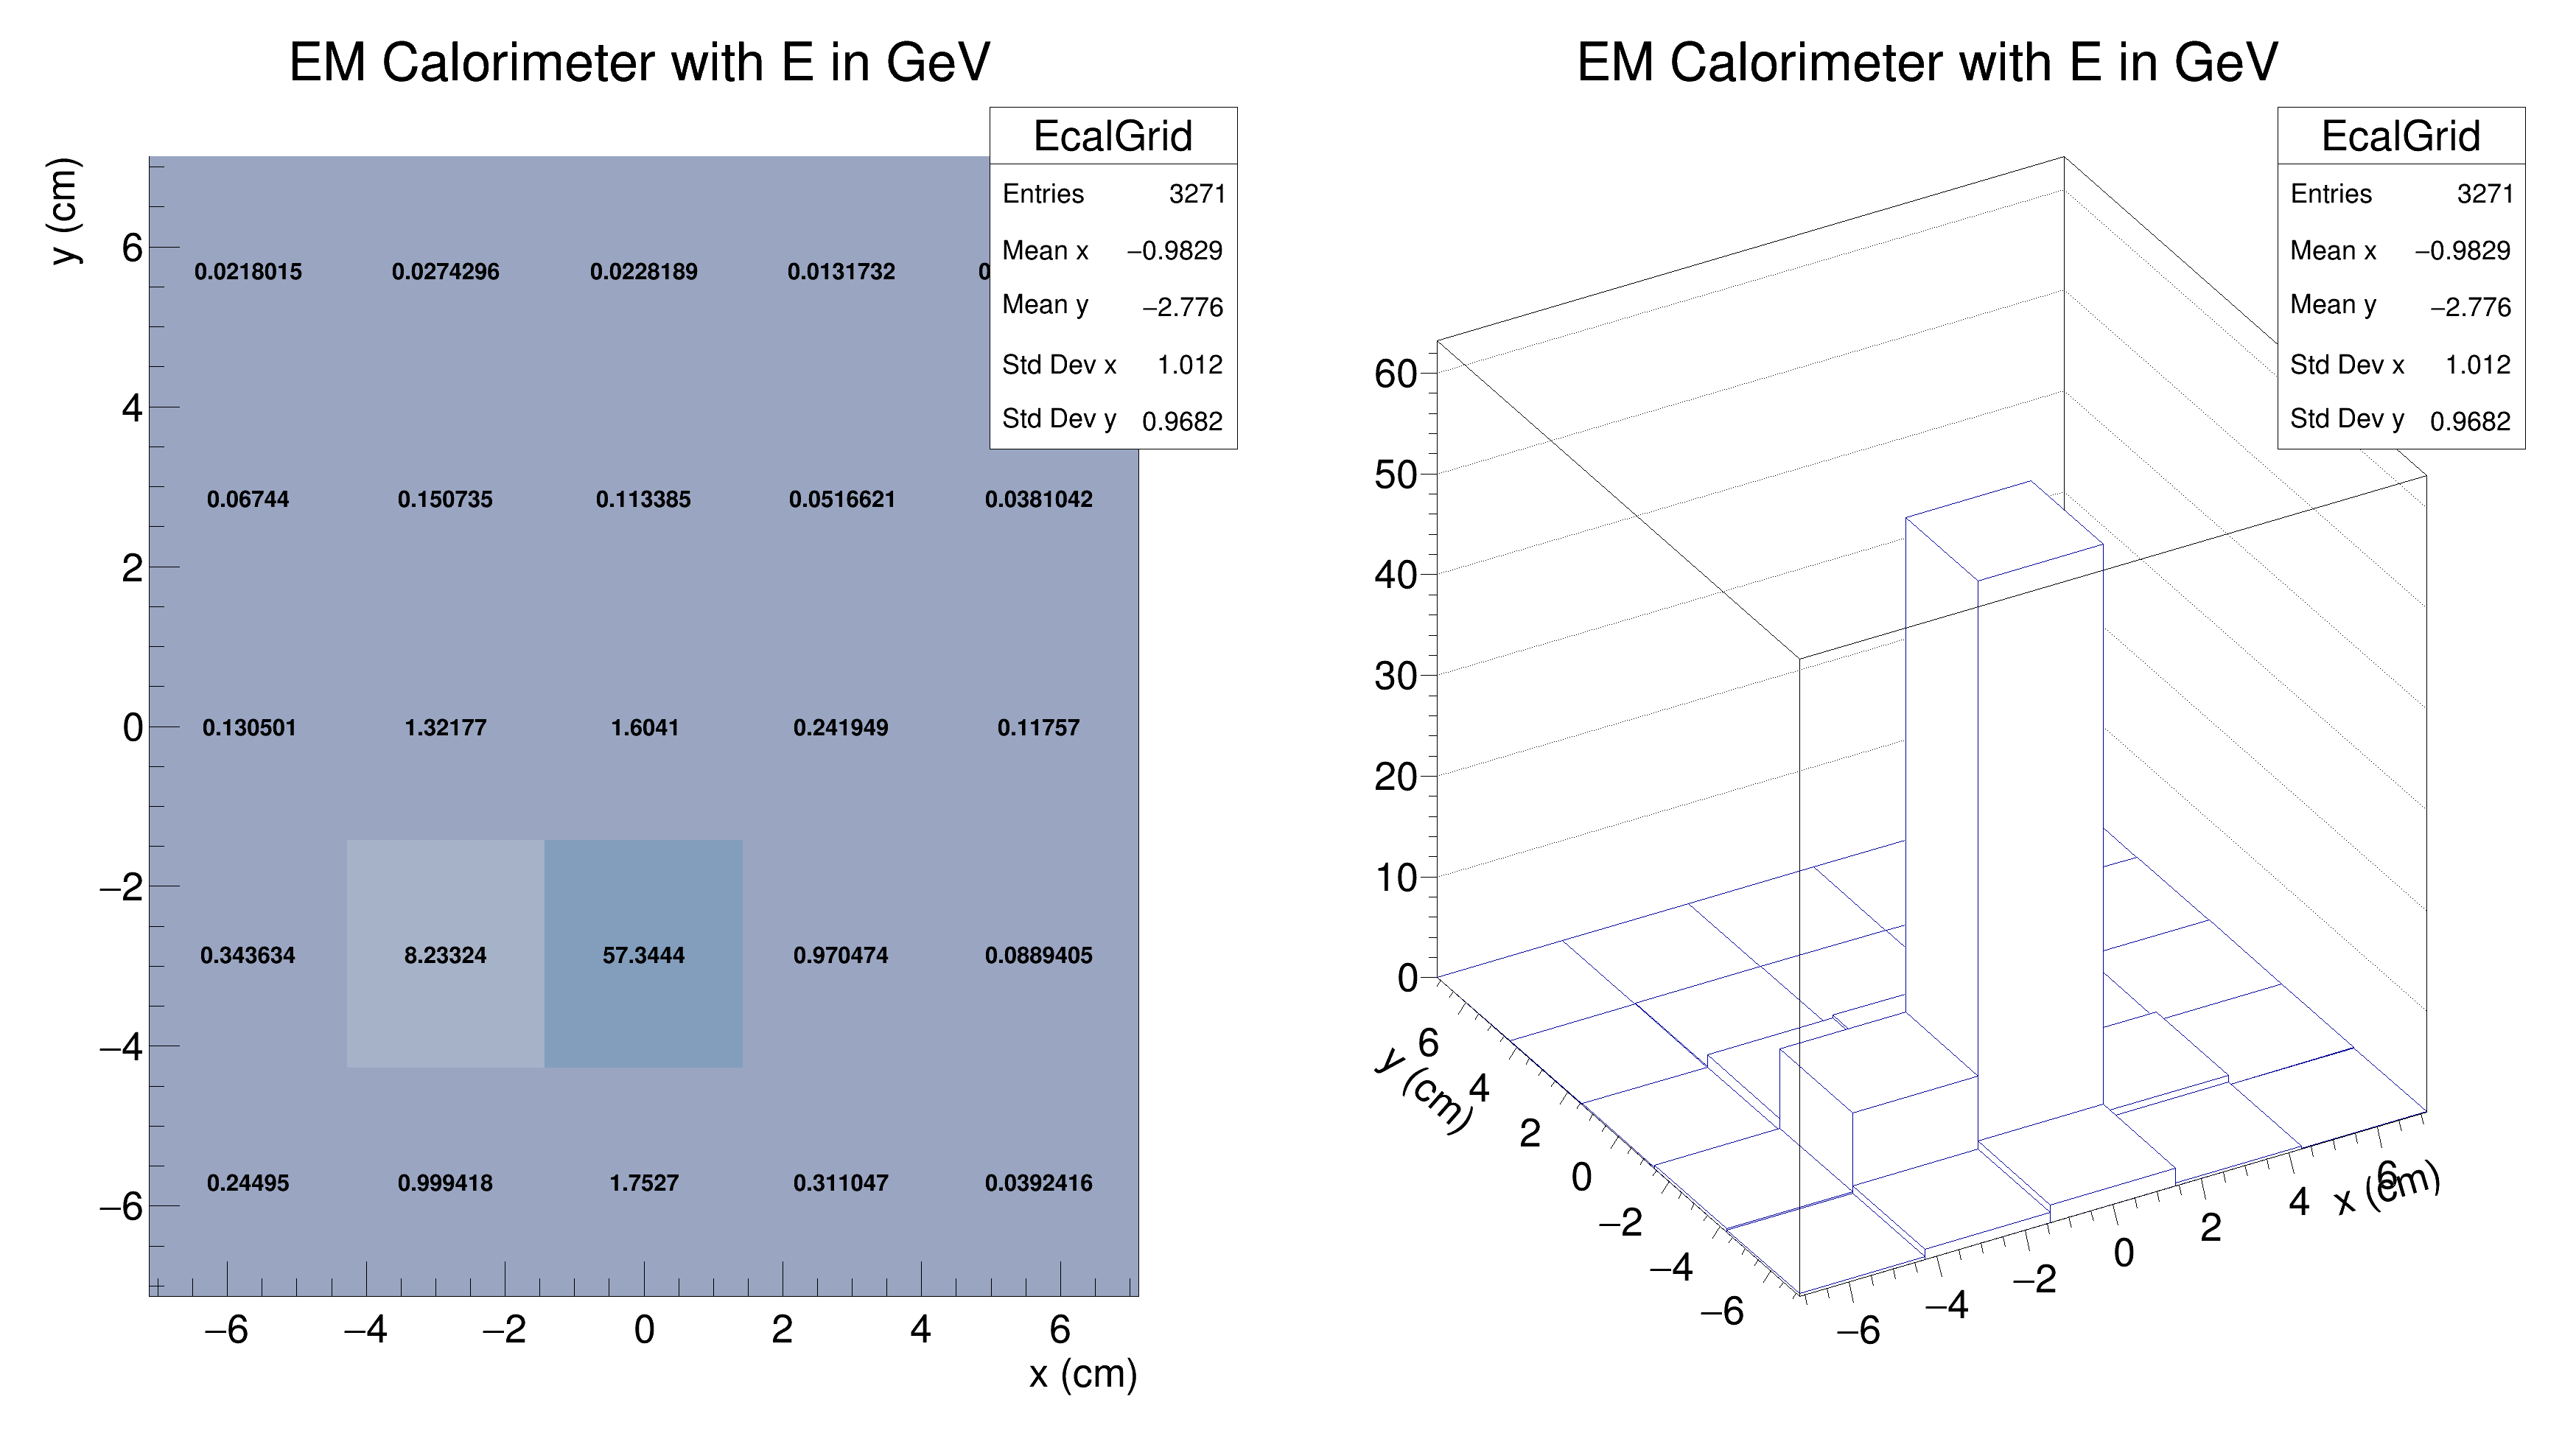 EM Calorimeter with E in GeV
EcalGrid
Entries 3271
Mean x −0.9829
Mean y −2.776
Std Dev x 1.012
Std Dev y 0.9682
y (cm)
6
4
2
0
−2
−4
−6
0.0218015 0.0274296 0.0228189 0.0131732
0.06744 0.150735 0.113385 0.0516621 0.0381042
0.130501 1.32177 1.6041 0.241949 0.11757
0.343634 8.23324 57.3444 0.970474 0.0889405
0.24495 0.999418 1.7527 0.311047 0.0392416
−6 −4 −2 0 2 4 6
x (cm)
EM Calorimeter with E in GeV
EcalGrid
Entries 3271
Mean x −0.9829
Mean y −2.776
Std Dev x 1.012
Std Dev y 0.9682
60
50
40
30
20
10
0
y (cm)
6
4
2
0
−2
−4
−6
−6
−4
−2
0
2
4
6
x (cm)